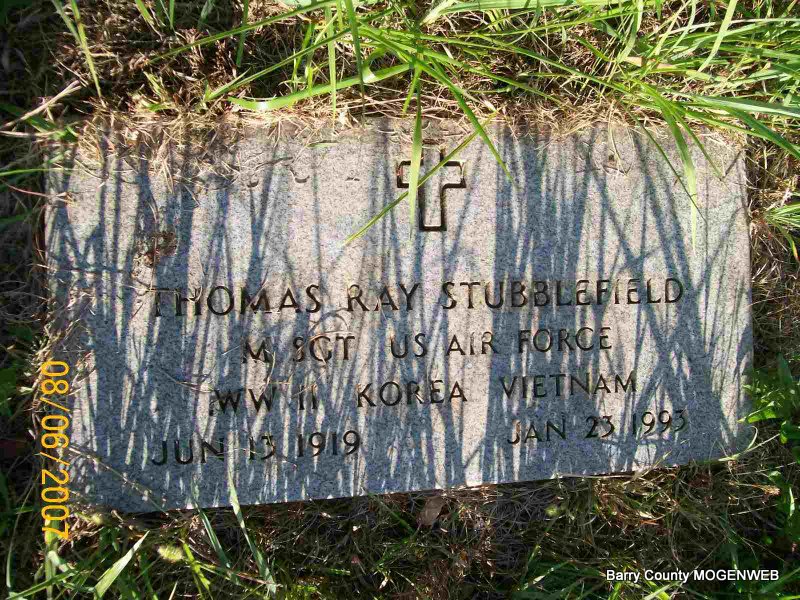 THOMAS RAY STUBBLEFIELD
M SGT US AIR FORCE
WW II KOREA VIETNAM
JUN 13 1919 JAN 23 1993
08/06/2007
Barry County MOGENWEB